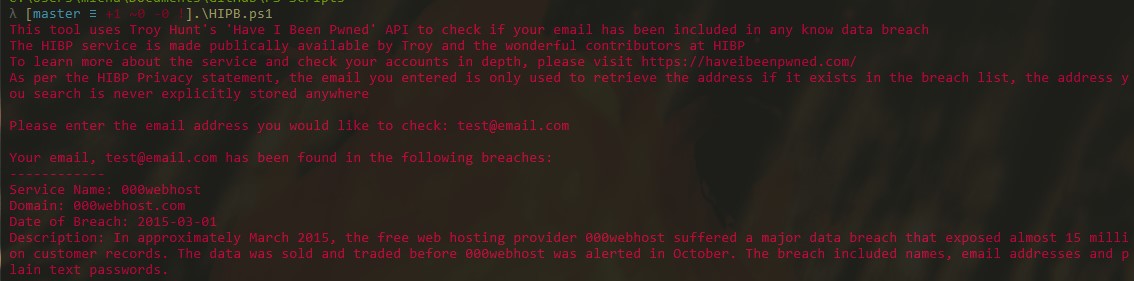 λ [master ≡ +1 ~0 -0 !].\HIPB.ps1
This tool uses Troy Hunt's 'Have I Been Pwned' API to check if your email has been included in any know data breach
The HIBP service is made publically available by Troy and the wonderful contributors at HIBP
To learn more about the service and check your accounts in depth, please visit https://haveibeenpwned.com/
As per the HIBP Privacy statement, the email you entered is only used to retrieve the address if it exists in the breach list, the address y
ou search is never explicitly stored anywhere
Please enter the email address you would like to check: test@email.com
Your email, test@email.com has been found in the following breaches:
------------
Service Name: 000webhost
Domain: 000webhost.com
Date of Breach: 2015-03-01
Description: In approximately March 2015, the free web hosting provider 000webhost suffered a major data breach that exposed almost 15 milli
on customer records. The data was sold and traded before 000webhost was alerted in October. The breach included names, email addresses and p
lain text passwords.